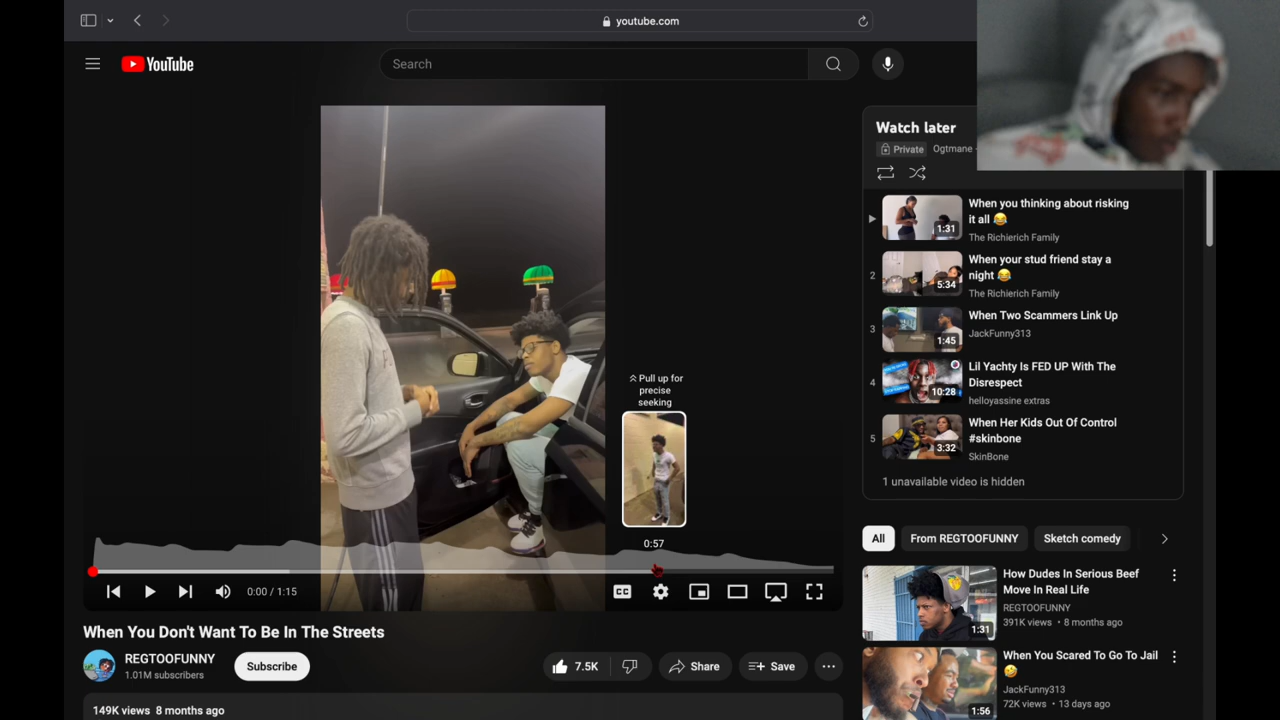 youtube.com
YouTube
Search
Watch later
Private Ogtmane
When you thinking about risking
it all 😂
The Richierich Family
1:31
2
When your stud friend stay a
night 😂
The Richierich Family
5:34
3
When Two Scammers Link Up
JackFunny313
1:45
4
Lil Yachty Is FED UP With The
Disrespect
helloyassine extras
10:28
5
When Her Kids Out Of Control
#skinbone
SkinBone
3:32
1 unavailable video is hidden
Pull up for
precise
seeking
0:57
0:00 / 1:15
CC
When You Don't Want To Be In The Streets
REGTOOFUNNY
1.01M subscribers
Subscribe
7.5K
Share
Save
149K views 8 months ago
All
From REGTOOFUNNY
Sketch comedy
How Dudes In Serious Beef
Move In Real Life
REGTOOFUNNY
391K views • 8 months ago
1:31
When You Scared To Go To Jail
🤣
JackFunny313
72K views • 13 days ago
1:56